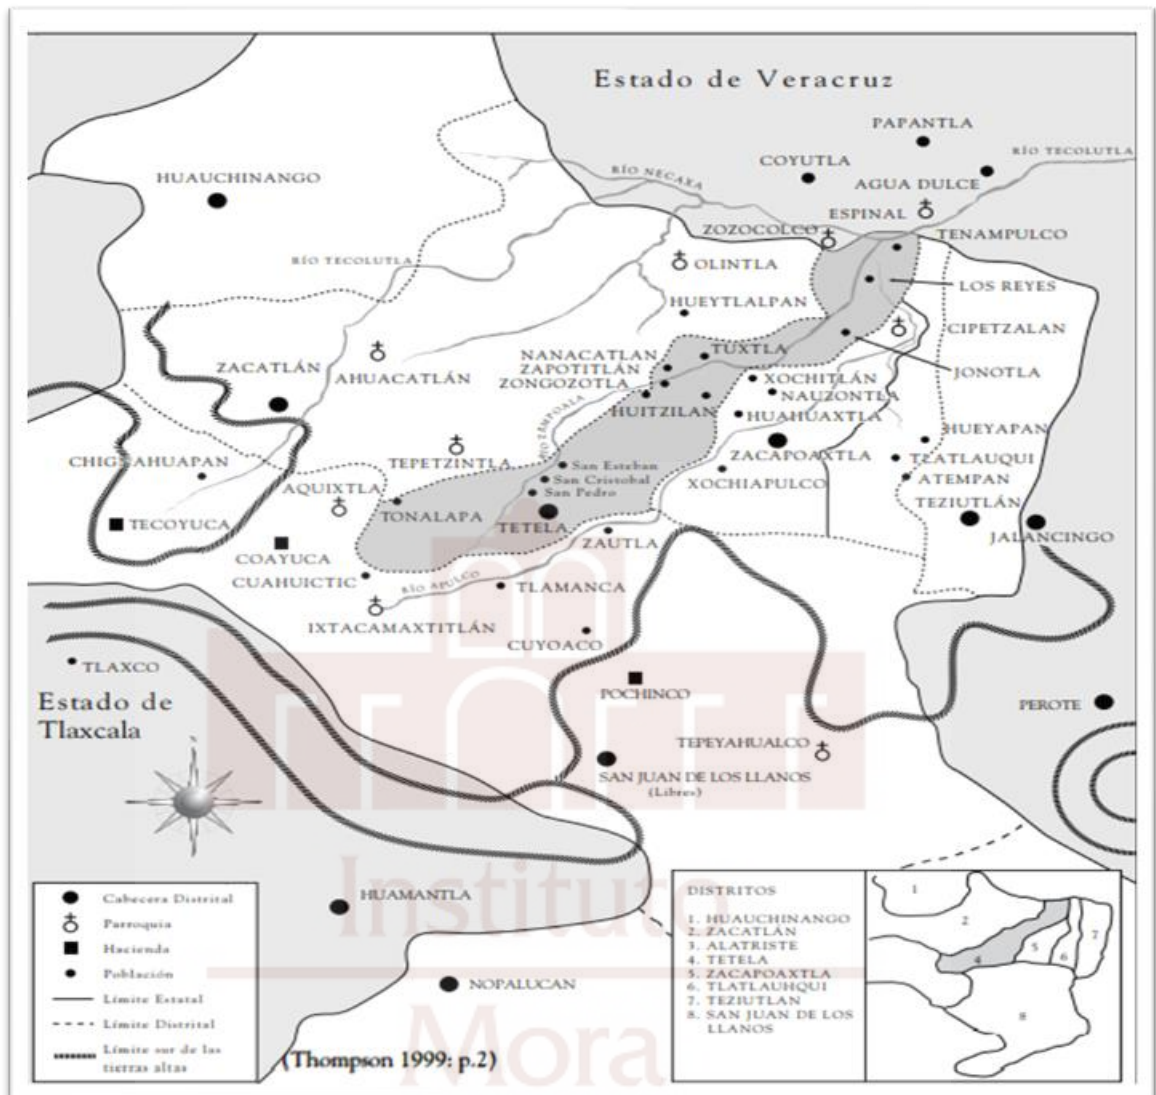 Estado de Veracruz
PAPANTLA
RÍO TECOLUTLA
COYUTLA
RÍO NECAXA
AGUA DULCE
HUAUCHINANGO
ESPINAL
ZOZOCOLCO
TENAMPULCO
RÍO TECOLUTLA
OLINTLA
LOS REYES
HUEYTLALPAN
CIPETZALAN
TUXTLA
NANACATLAN
ZAPOTITLÁN
ZACATLÁN
AHUACATLÁN
ZONGOZOTLA
XOCHITLÁN
JONOTLA
NAUZONTLA
HUITZILAN
HUAHUAXTLA
RÍO ZEMPOALA
HUEYAPAN
ZACAPOAXTLA
TLATLAUQUI
CHIGNAHUAPAN
TEPETZINTLA
San Esteban
San Cristobal
San Pedro
XOCHIAPULCO
ATEMPAN
AQUIXTLA
TEZIUTLÁN
TONALAPA
TECOYUCA
TETELA
ZAUTLA
JALANCINGO
COAYUCA
CUAHUICTIC
RÍO APULCO
TLAMANCA
IXTACAMAXTITLÁN
CUYOACO
TLAXCO
Estado de
Tlaxcala
POCHINCO
PEROTE
TEPEYAHUALCO
SAN JUAN DE LOS LLANOS
(Libres)
HUAMANTLA
NOPALUCAN
Cabecera Distrital
Parroquia
Hacienda
Población
Límite Estatal
Límite Distrital
Límite sur de las
tierras altas
(Thompson 1999: p.2)
DISTRITOS
1. HUAUCHINANGO
2. ZACATLÁN
3. ALATRISTE
4. TETELA
5. ZACAPOAXTLA
6. TLATLAUHQUI
7. TEZIUTLAN
8. SAN JUAN DE LOS
LLANOS
1
2
4
5
6
7
8
Instituto
Mora